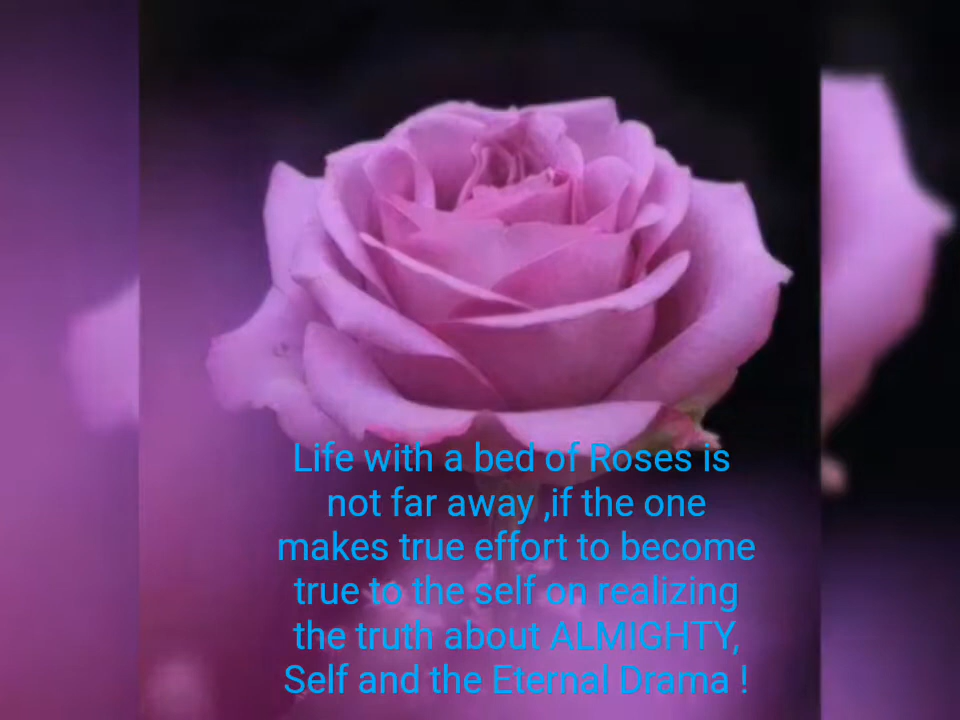 Life with a bed of Roses is
not far away ,if the one
makes true effort to become
true to the self on realizing
the truth about ALMIGHTY,
Self and the Eternal Drama !